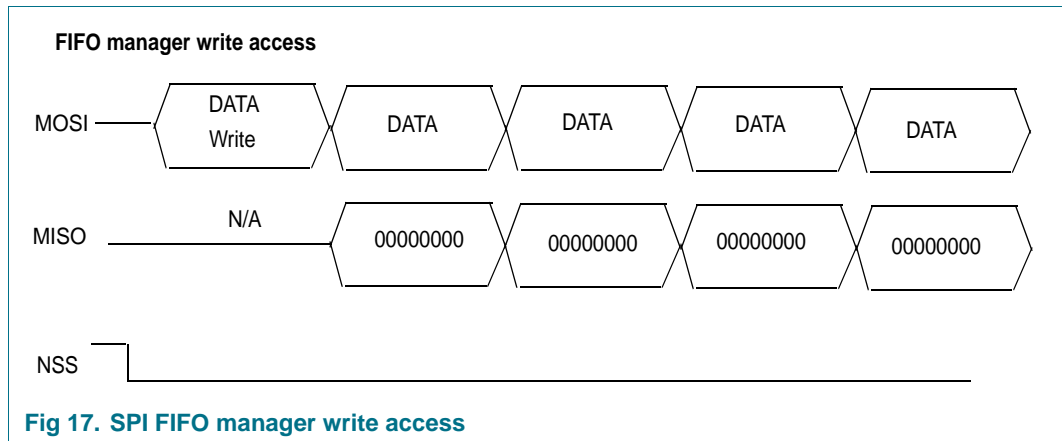 FIFO manager write access
MOSI
DATA
Write
DATA
DATA
DATA
DATA
MISO
N/A
00000000
00000000
00000000
00000000
NSS
Fig 17. SPI FIFO manager write access